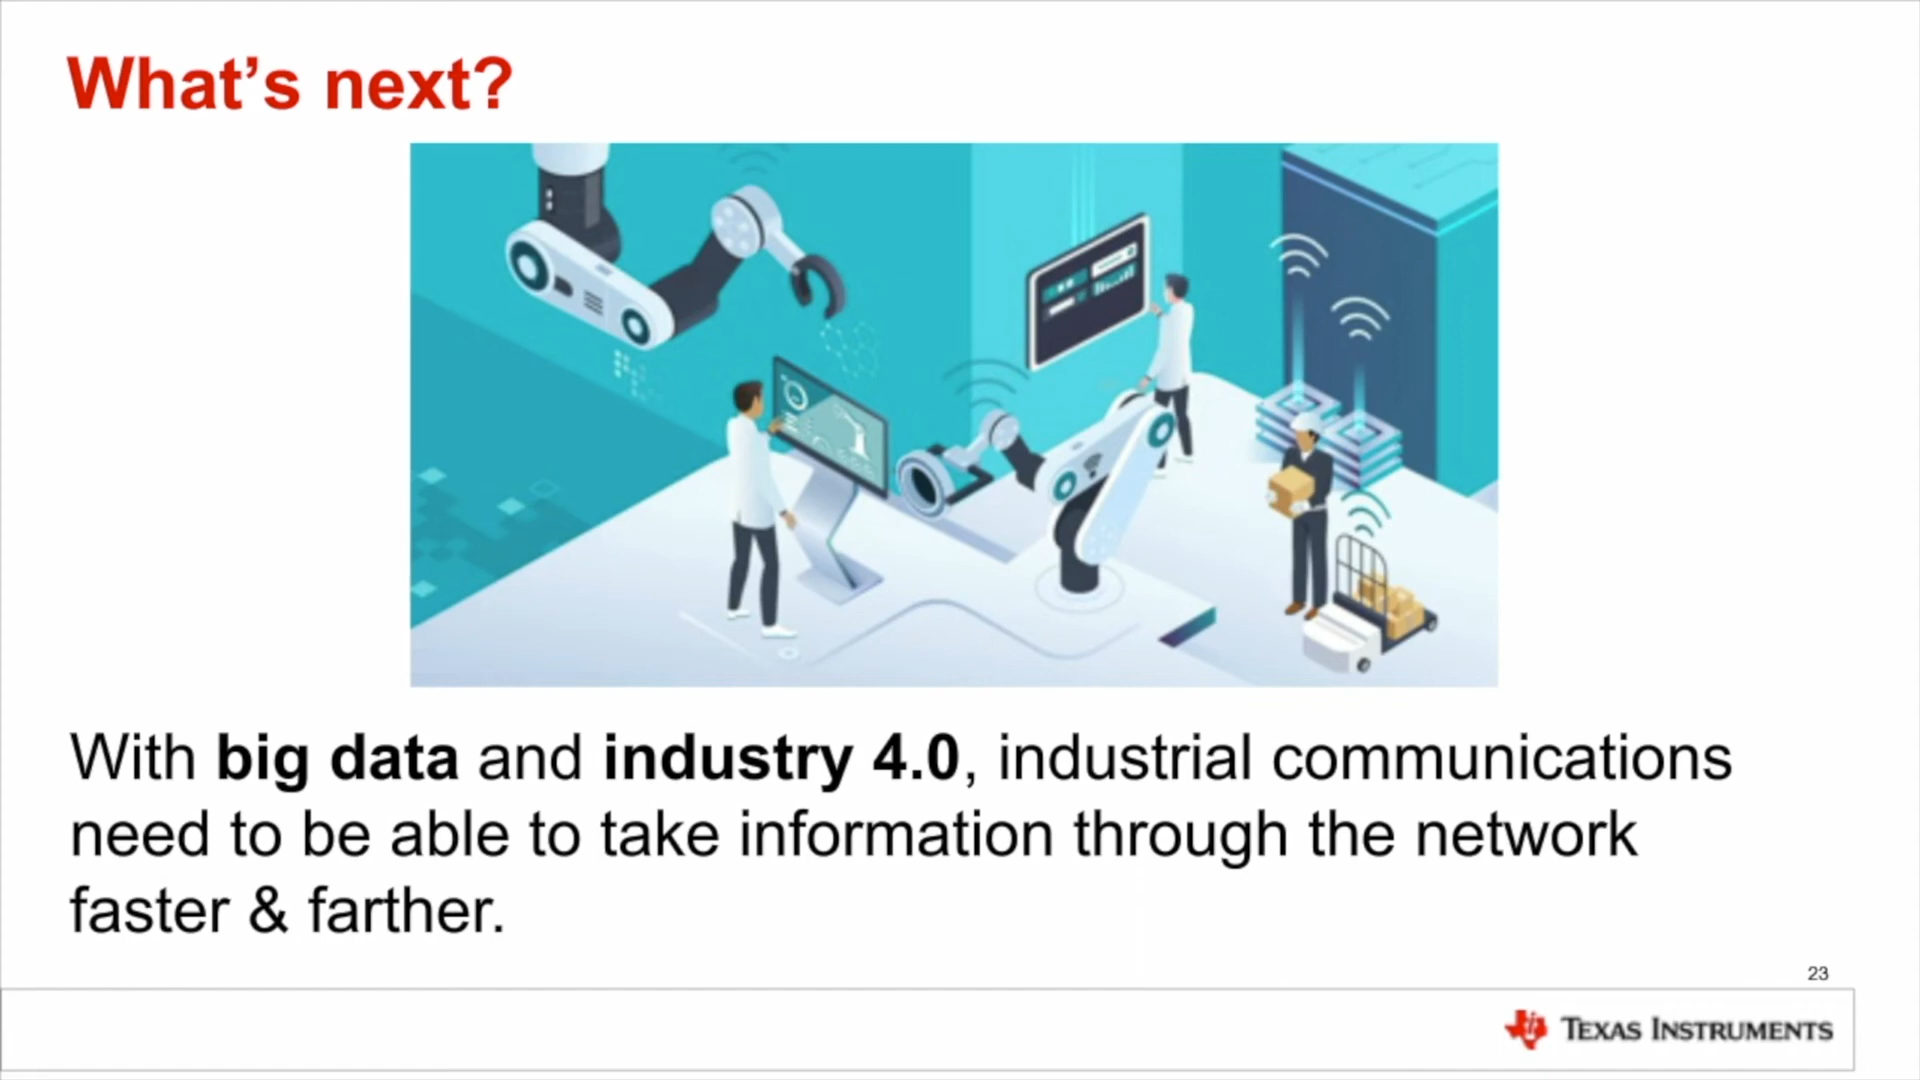 What’s next?
With big data and industry 4.0, industrial communications
need to be able to take information through the network
faster & farther.
23
Texas Instruments